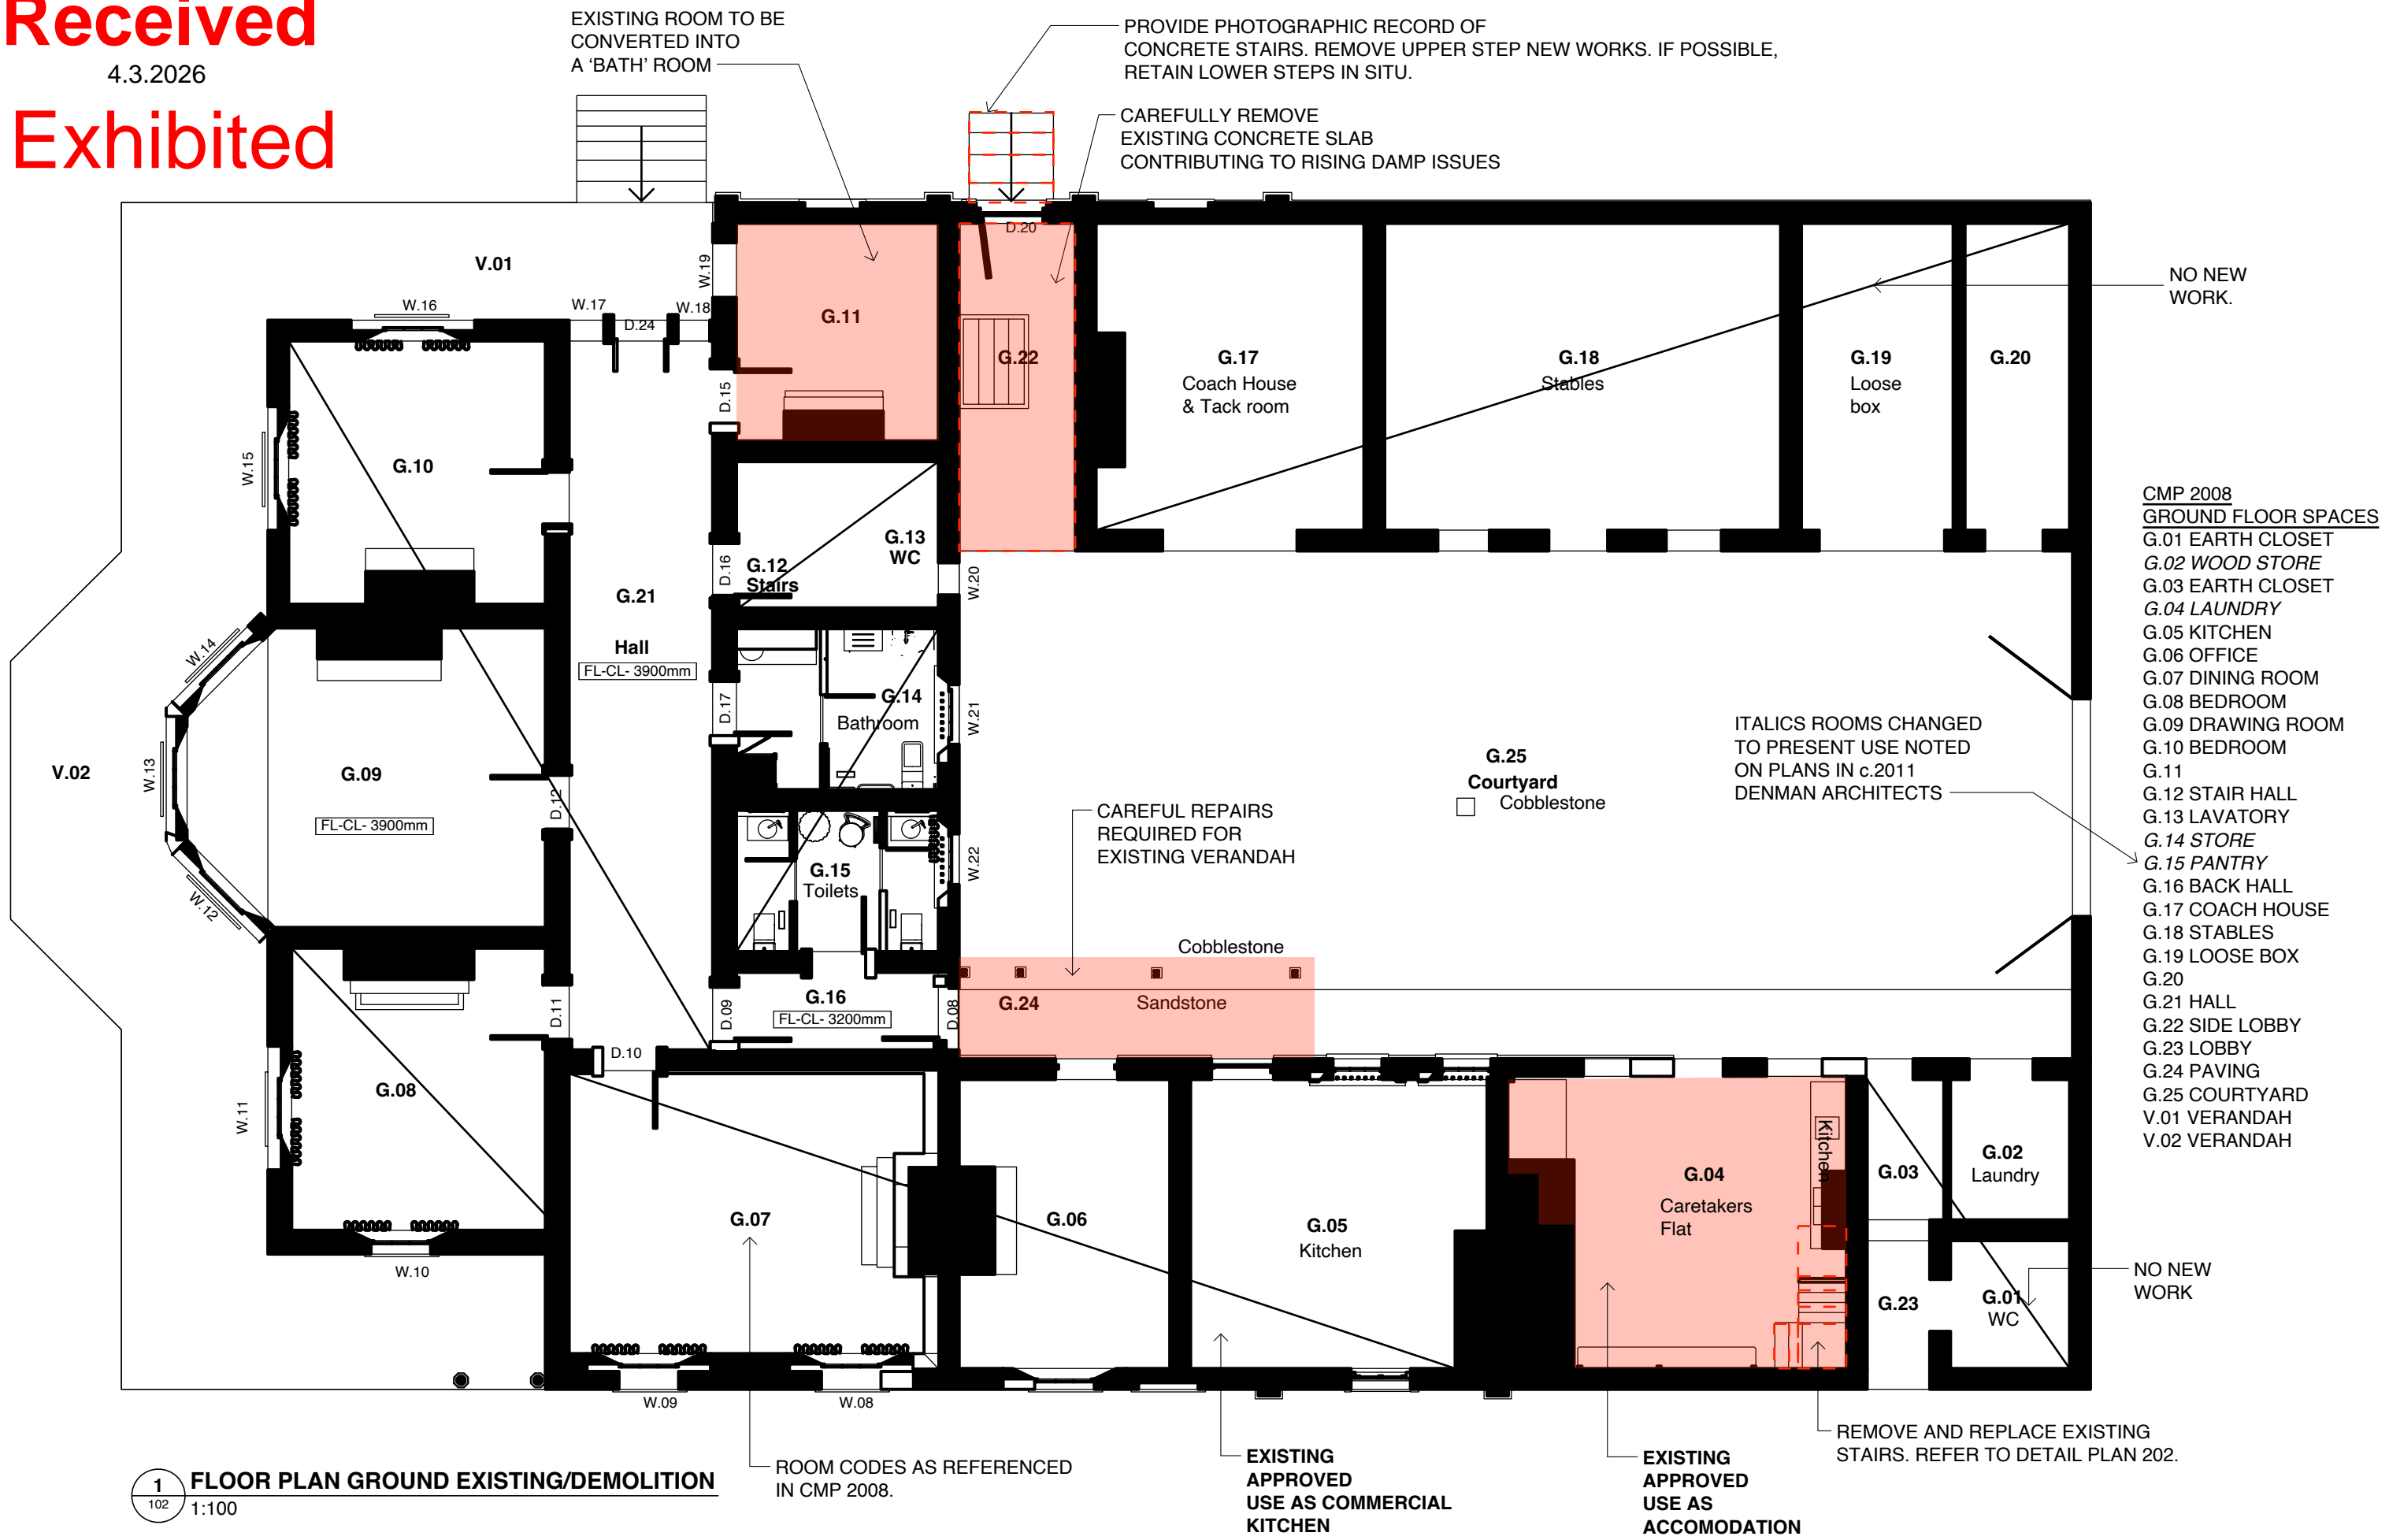 Received
4.3.2026
Exhibited
EXISTING ROOM TO BE
CONVERTED INTO
A ‘BATH’ ROOM
PROVIDE PHOTOGRAPHIC RECORD OF
CONCRETE STAIRS. REMOVE UPPER STEP NEW WORKS. IF POSSIBLE,
RETAIN LOWER STEPS IN SITU.
CAREFULLY REMOVE
EXISTING CONCRETE SLAB
CONTRIBUTING TO RISING DAMP ISSUES
D.20
V.01
W.19
W.16
W.17
W.18
D.24
G.11
G.22
G.17
Coach House
& Tack room
G.18
Stables
G.19
Loose
box
G.20
NO NEW
WORK.
D.15
W.15
G.10
G.13
WC
G.12
Stairs
D.16
W.20
G.21
Hall
FL-CL- 3900mm
W.14
D.17
G.14
Bathroom
W.21
V.02
W.13
G.09
FL-CL- 3900mm
D.12
W.12
G.15
Toilets
W.22
G.25
Courtyard
Cobblestone
ITALICS ROOMS CHANGED
TO PRESENT USE NOTED
ON PLANS IN c.2011
DENMAN ARCHITECTS
CAREFUL REPAIRS
REQUIRED FOR
EXISTING VERANDAH
Cobblestone
G.24
Sandstone
D.11
D.09
G.16
FL-CL- 3200mm
D.08
D.10
W.11
G.08
W.10
G.07
G.06
G.05
Kitchen
G.04
Caretakers
Flat
Kitchen
G.03
G.02
Laundry
G.23
G.01
WC
NO NEW
WORK
W.09
W.08
CMP 2008
GROUND FLOOR SPACES
G.01 EARTH CLOSET
G.02 WOOD STORE
G.03 EARTH CLOSET
G.04 LAUNDRY
G.05 KITCHEN
G.06 OFFICE
G.07 DINING ROOM
G.08 BEDROOM
G.09 DRAWING ROOM
G.10 BEDROOM
G.11
G.12 STAIR HALL
G.13 LAVATORY
G.14 STORE
G.15 PANTRY
G.16 BACK HALL
G.17 COACH HOUSE
G.18 STABLES
G.19 LOOSE BOX
G.20
G.21 HALL
G.22 SIDE LOBBY
G.23 LOBBY
G.24 PAVING
G.25 COURTYARD
V.01 VERANDAH
V.02 VERANDAH
1
102
FLOOR PLAN GROUND EXISTING/DEMOLITION
1:100
ROOM CODES AS REFERENCED
IN CMP 2008.
EXISTING
APPROVED
USE AS COMMERCIAL
KITCHEN
EXISTING
APPROVED
USE AS
ACCOMODATION
REMOVE AND REPLACE EXISTING
STAIRS. REFER TO DETAIL PLAN 202.